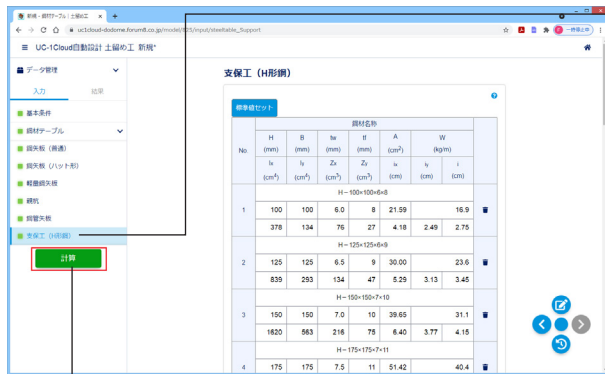 新規 - 鋼材テーブル | 土留め工
uc1cloud-dodome.forum8.co.jp/model/825/input/steeltable_Support
一時停止中
UC-1Cloud自動設計 土留め工 新規*
データ管理
入力 結果
基本条件
鋼材テーブル
鋼矢板（普通）
鋼矢板（ハット形）
軽量鋼矢板
親杭
鋼管矢板
支保工（H形鋼）
計算
支保工（H形鋼）
標準値セット
No. 鋼材名称
H B tw tf A W
(mm) (mm) (mm) (mm) (cm²) (kg/m)
Ix Iy Zx Zy ix iy i
(cm⁴) (cm⁴) (cm³) (cm³) (cm) (cm) (cm)
H－100×100×6×8
1 100 100 6.0 8 21.59 16.9
378 134 76 27 4.18 2.49 2.75
H－125×125×6×9
2 125 125 6.5 9 30.00 23.6
839 293 134 47 5.29 3.13 3.45
H－150×150×7×10
3 150 150 7.0 10 39.65 31.1
1620 563 216 75 6.40 3.77 4.15
H－175×175×7×11
4 175 175 7.5 11 51.42 40.4